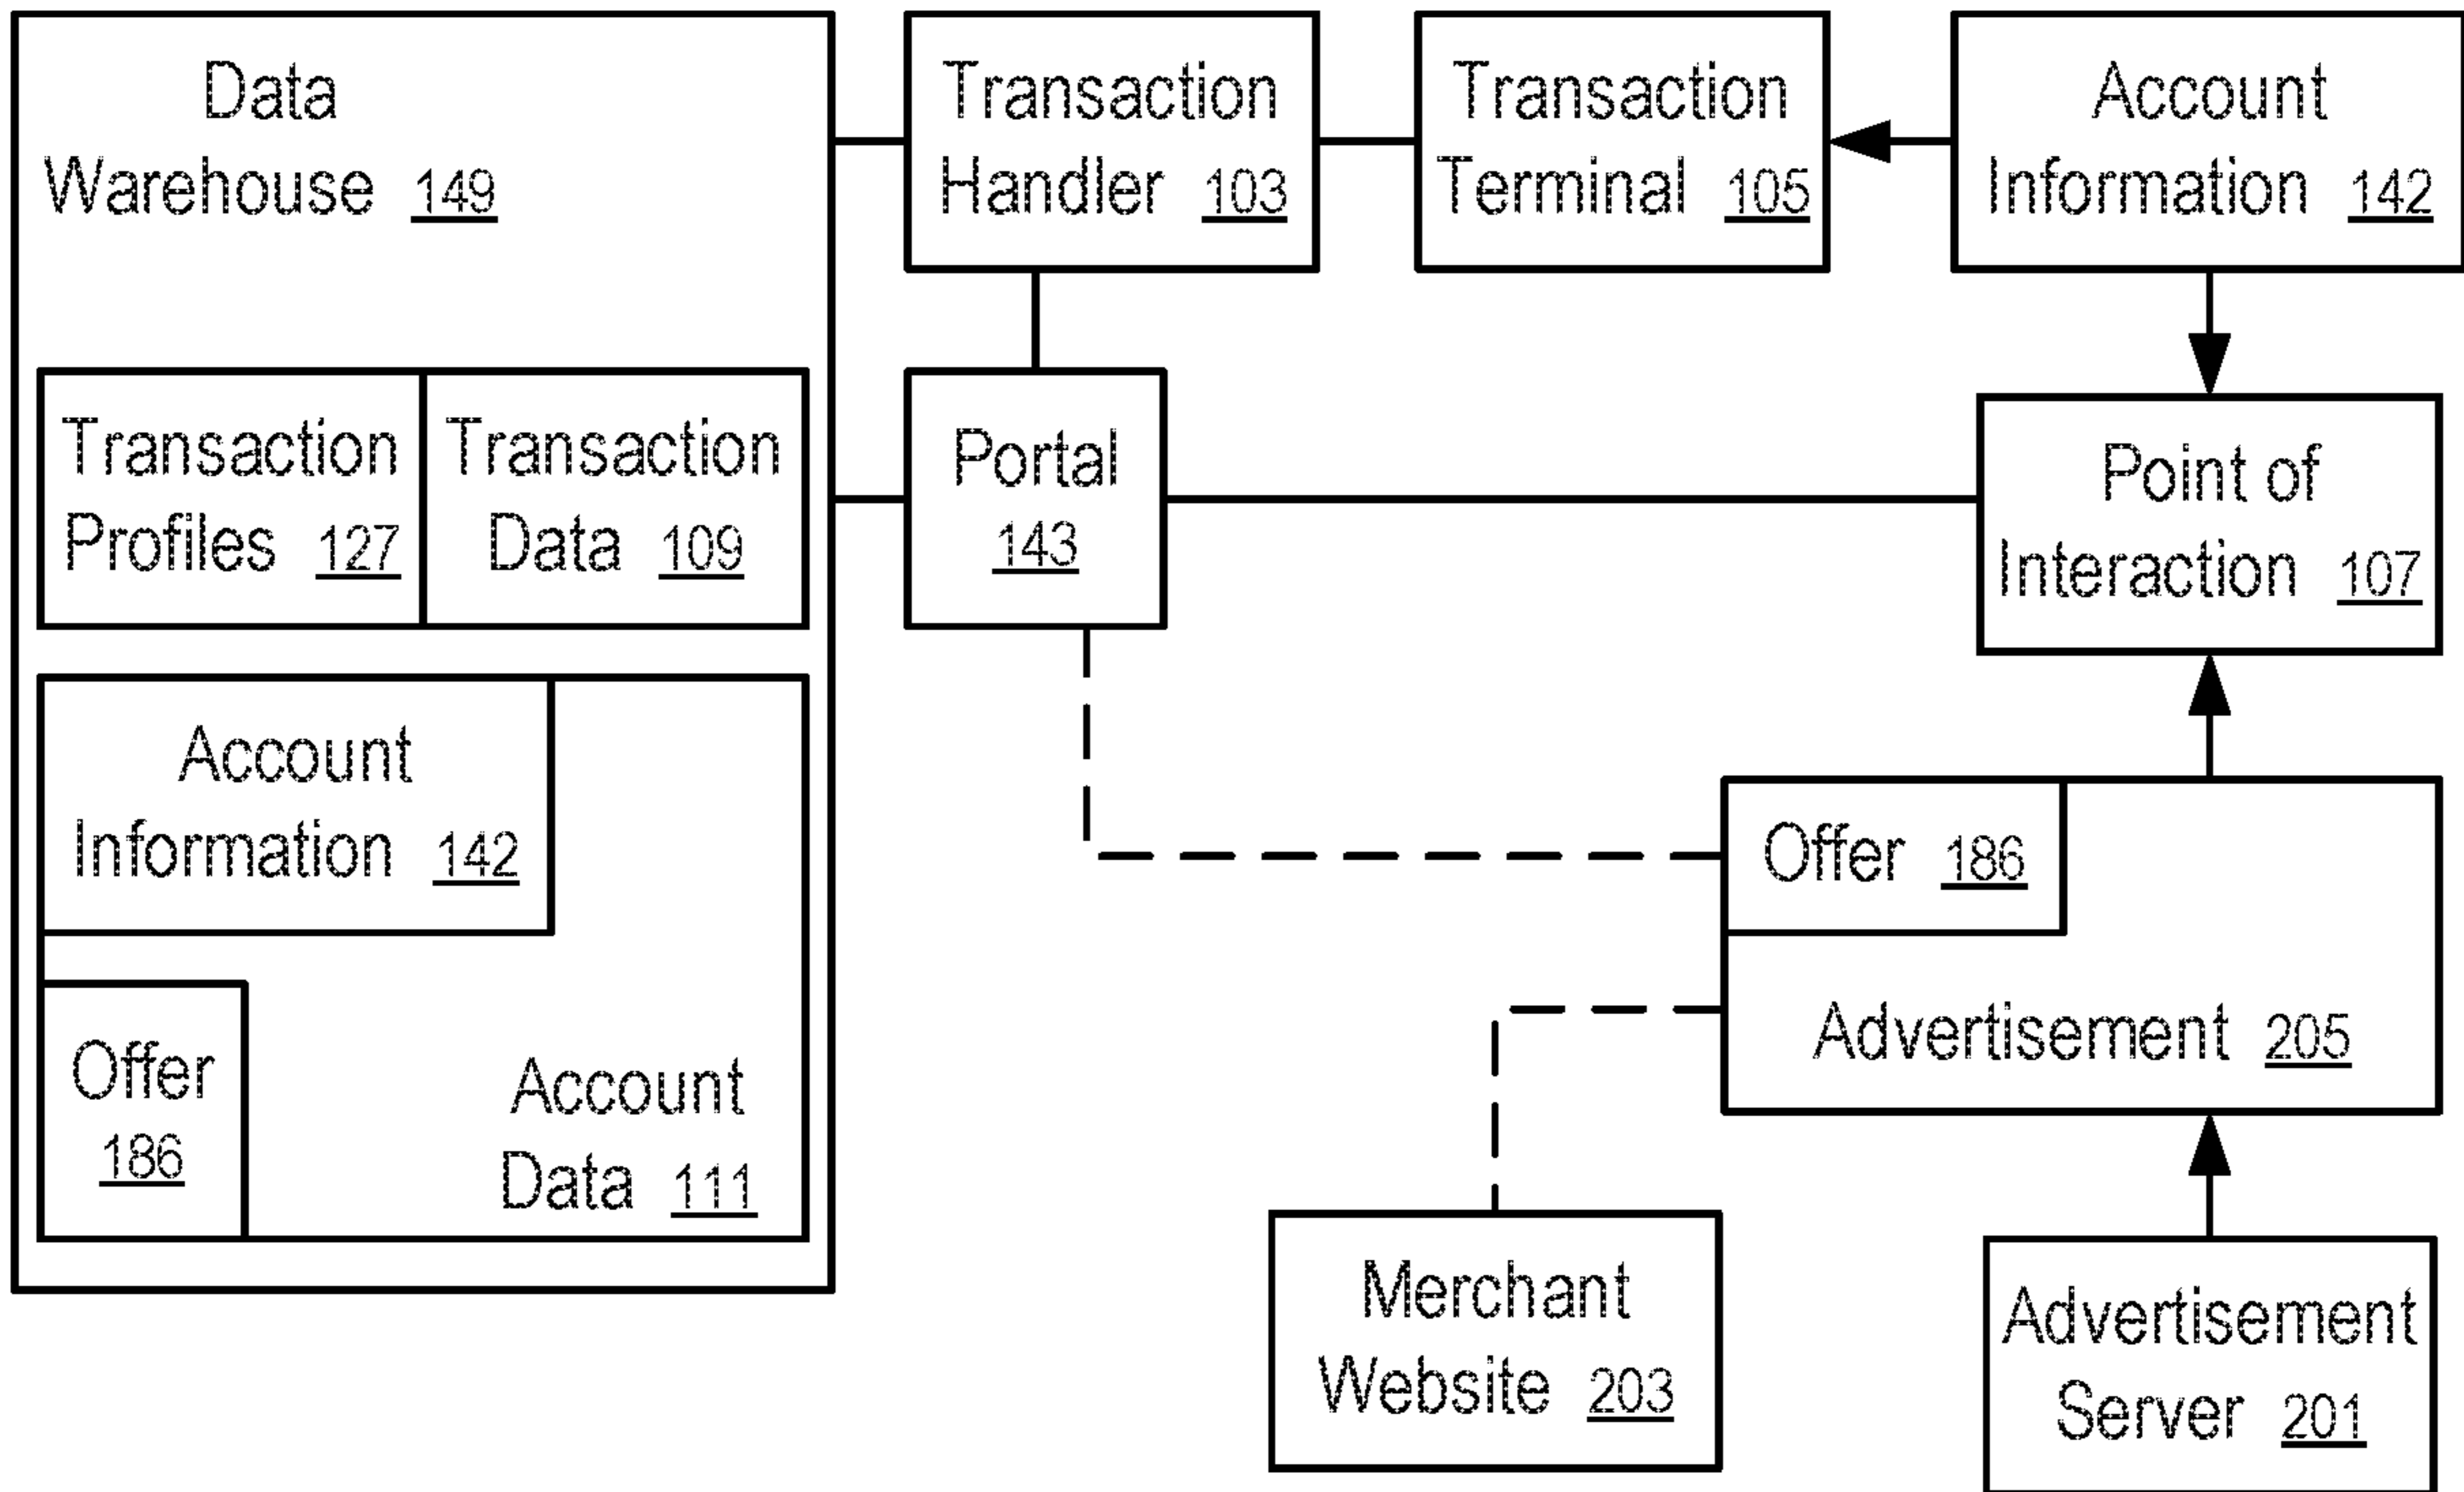 Data
Warehouse 149
Transaction
Handler 103
Transaction
Terminal 105
Account
Information 142
Transaction
Profiles 127
Transaction
Data 109
Portal
143
Point of
Interaction 107
Account
Information 142
Offer
186
Account
Data 111
Offer 186
Advertisement 205
Merchant
Website 203
Advertisement
Server 201